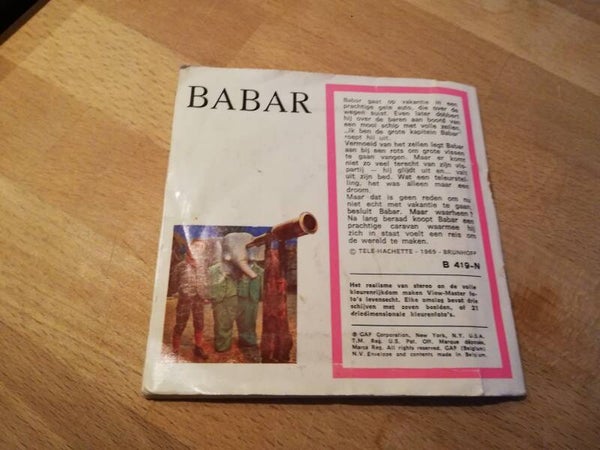 BABAR
Babar gaat op vakantie in een
prachtige gele auto, die over de
wegen suist. Even later dobbert
hij over de baren aan boord van
een mooi schip met volle zeilen.
„Ik ben de grote kapitein Babar"
roept hij uit.
Vermoeid van het zeilen legt Babar
aan bij een rots om grote vissen
te gaan vangen. Maar er komt
niet zo veel terecht van zijn vis-
partij — hij glijdt uit en... valt
uit zijn bed. Wat een teleurstel-
ling, het was alleen maar een
droom.
Maar dat is geen reden om nu
niet echt met vakantie te gaan,
besluit Babar. Maar waarheen?
Na lang beraad koopt Babar een
prachtige caravan waarmee hij
zich in staat voelt een reis om
de wereld te maken.
© TELE-HACHETTE - 1965 - BRUNHOFF
B 419-N
Het realisme van stereo en de volle
kleurenrijkdom maken View-Master fo-
to's levensecht. Elke omslag bevat drie
schijven met zeven beelden, of 21
driedimensionale kleurenfoto's.
© GAF Corporation, New York, N.Y. U.S.A.
T.M. Reg. U.S. Pat. Off. Marque déposée,
Marca Reg. All rights reserved. GAF (Belgium)
N.V. Envelope and contents made in Belgium.